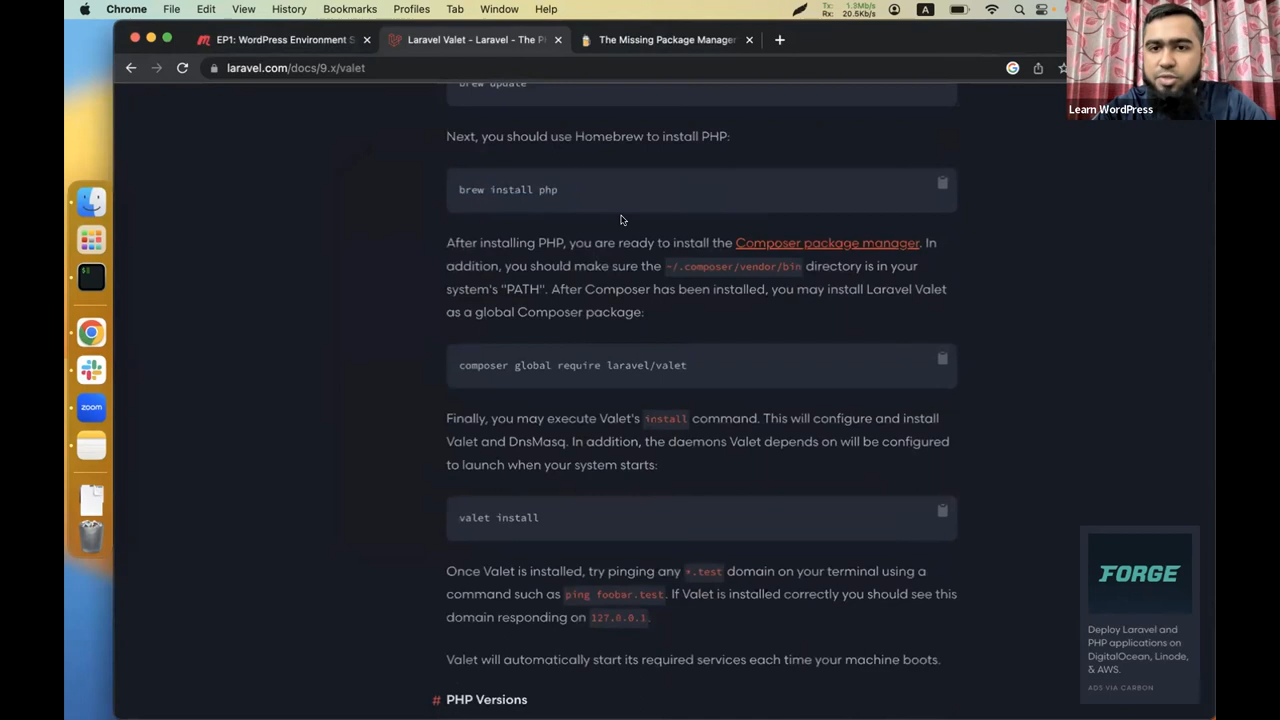 Chrome File Edit View History Bookmarks Profiles Tab Window Help
Tx: 1.3Mb/s
Rx: 20.5Kb/s
A
EP1: WordPress Environment S
Laravel Valet - Laravel - The P
The Missing Package Manager
laravel.com/docs/9.x/valet
Learn WordPress
brew update
Next, you should use Homebrew to install PHP:
brew install php
After installing PHP, you are ready to install the Composer package manager. In
addition, you should make sure the ~/.composer/vendor/bin directory is in your
system's "PATH". After Composer has been installed, you may install Laravel Valet
as a global Composer package:
composer global require laravel/valet
Finally, you may execute Valet's install command. This will configure and install
Valet and DnsMasq. In addition, the daemons Valet depends on will be configured
to launch when your system starts:
valet install
Once Valet is installed, try pinging any *.test domain on your terminal using a
command such as ping foobar.test. If Valet is installed correctly you should see this
domain responding on 127.0.0.1.
Valet will automatically start its required services each time your machine boots.
# PHP Versions
zoom
FORGE
Deploy Laravel and
PHP applications on
DigitalOcean, Linode,
& AWS.
ADS VIA CARBON